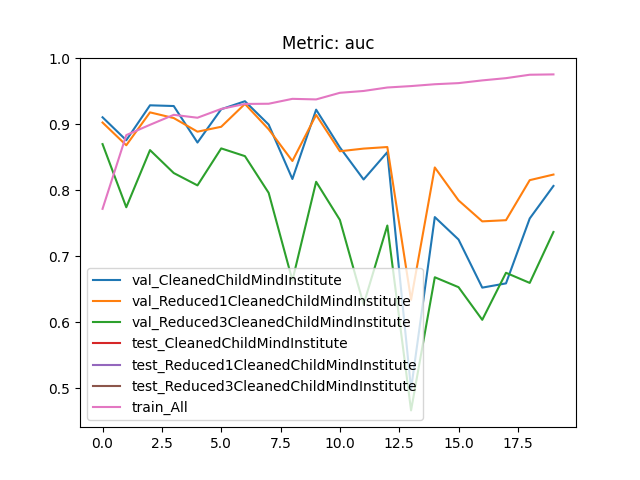 Metric: auc
1.0
0.9
0.8
0.7
0.6
0.5
val_CleanedChildMindInstitute
val_Reduced1CleanedChildMindInstitute
val_Reduced3CleanedChildMindInstitute
test_CleanedChildMindInstitute
test_Reduced1CleanedChildMindInstitute
test_Reduced3CleanedChildMindInstitute
train_All
0.0 2.5 5.0 7.5 10.0 12.5 15.0 17.5